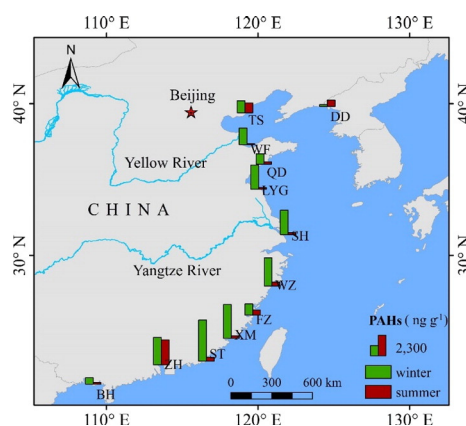 110° E 120° E 130° E
N
40° N
40° N
Beijing
TS
DD
WF
Yellow River
QD
LYG
CHINA
SH
30° N
30° N
Yangtze River
WZ
FZ
PAHs ( ng g⁻¹)
XM
2,300
ZH
ST
winter
BH
0 300 600 km
summer
110° E 120° E 130° E